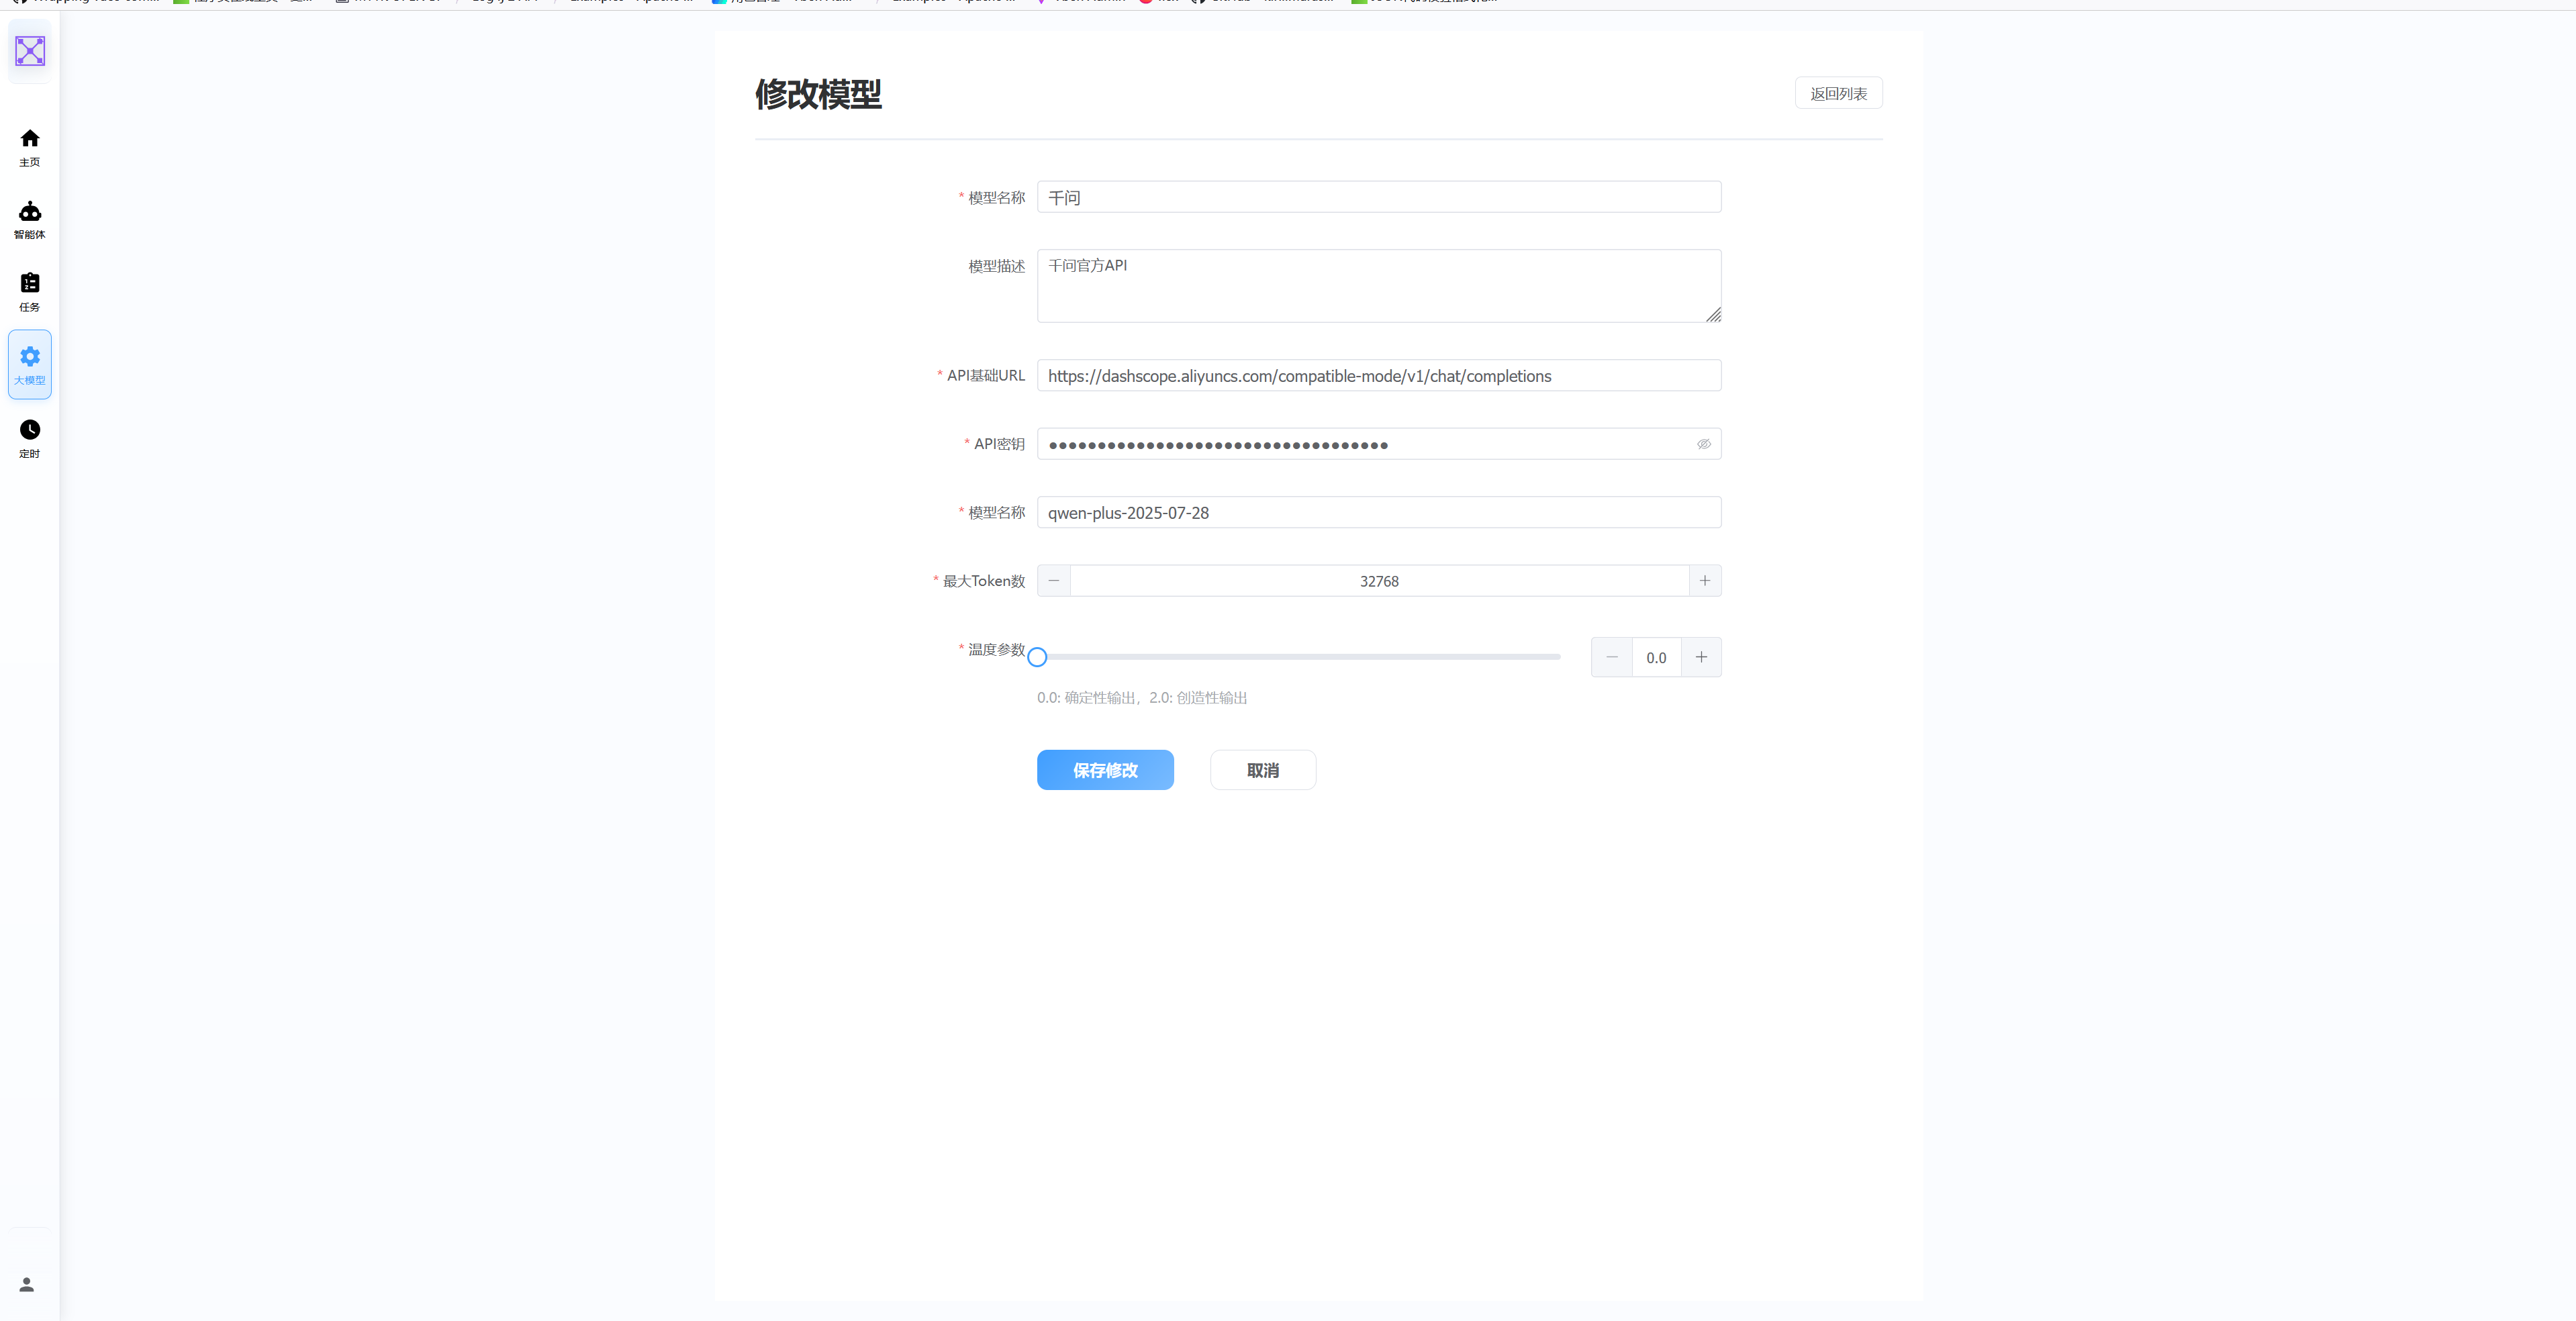 修改模型
返回列表
主页
智能体
任务
大模型
定时
* 模型名称
千问
模型描述
千问官方API
* API基础URL
https://dashscope.aliyuncs.com/compatible-mode/v1/chat/completions
* API密钥
●●●●●●●●●●●●●●●●●●●●●●●●●●●●●●●●●●●
* 模型名称
qwen-plus-2025-07-28
* 最大Token数
32768
* 温度参数
0.0
0.0: 确定性输出，2.0: 创造性输出
保存修改
取消